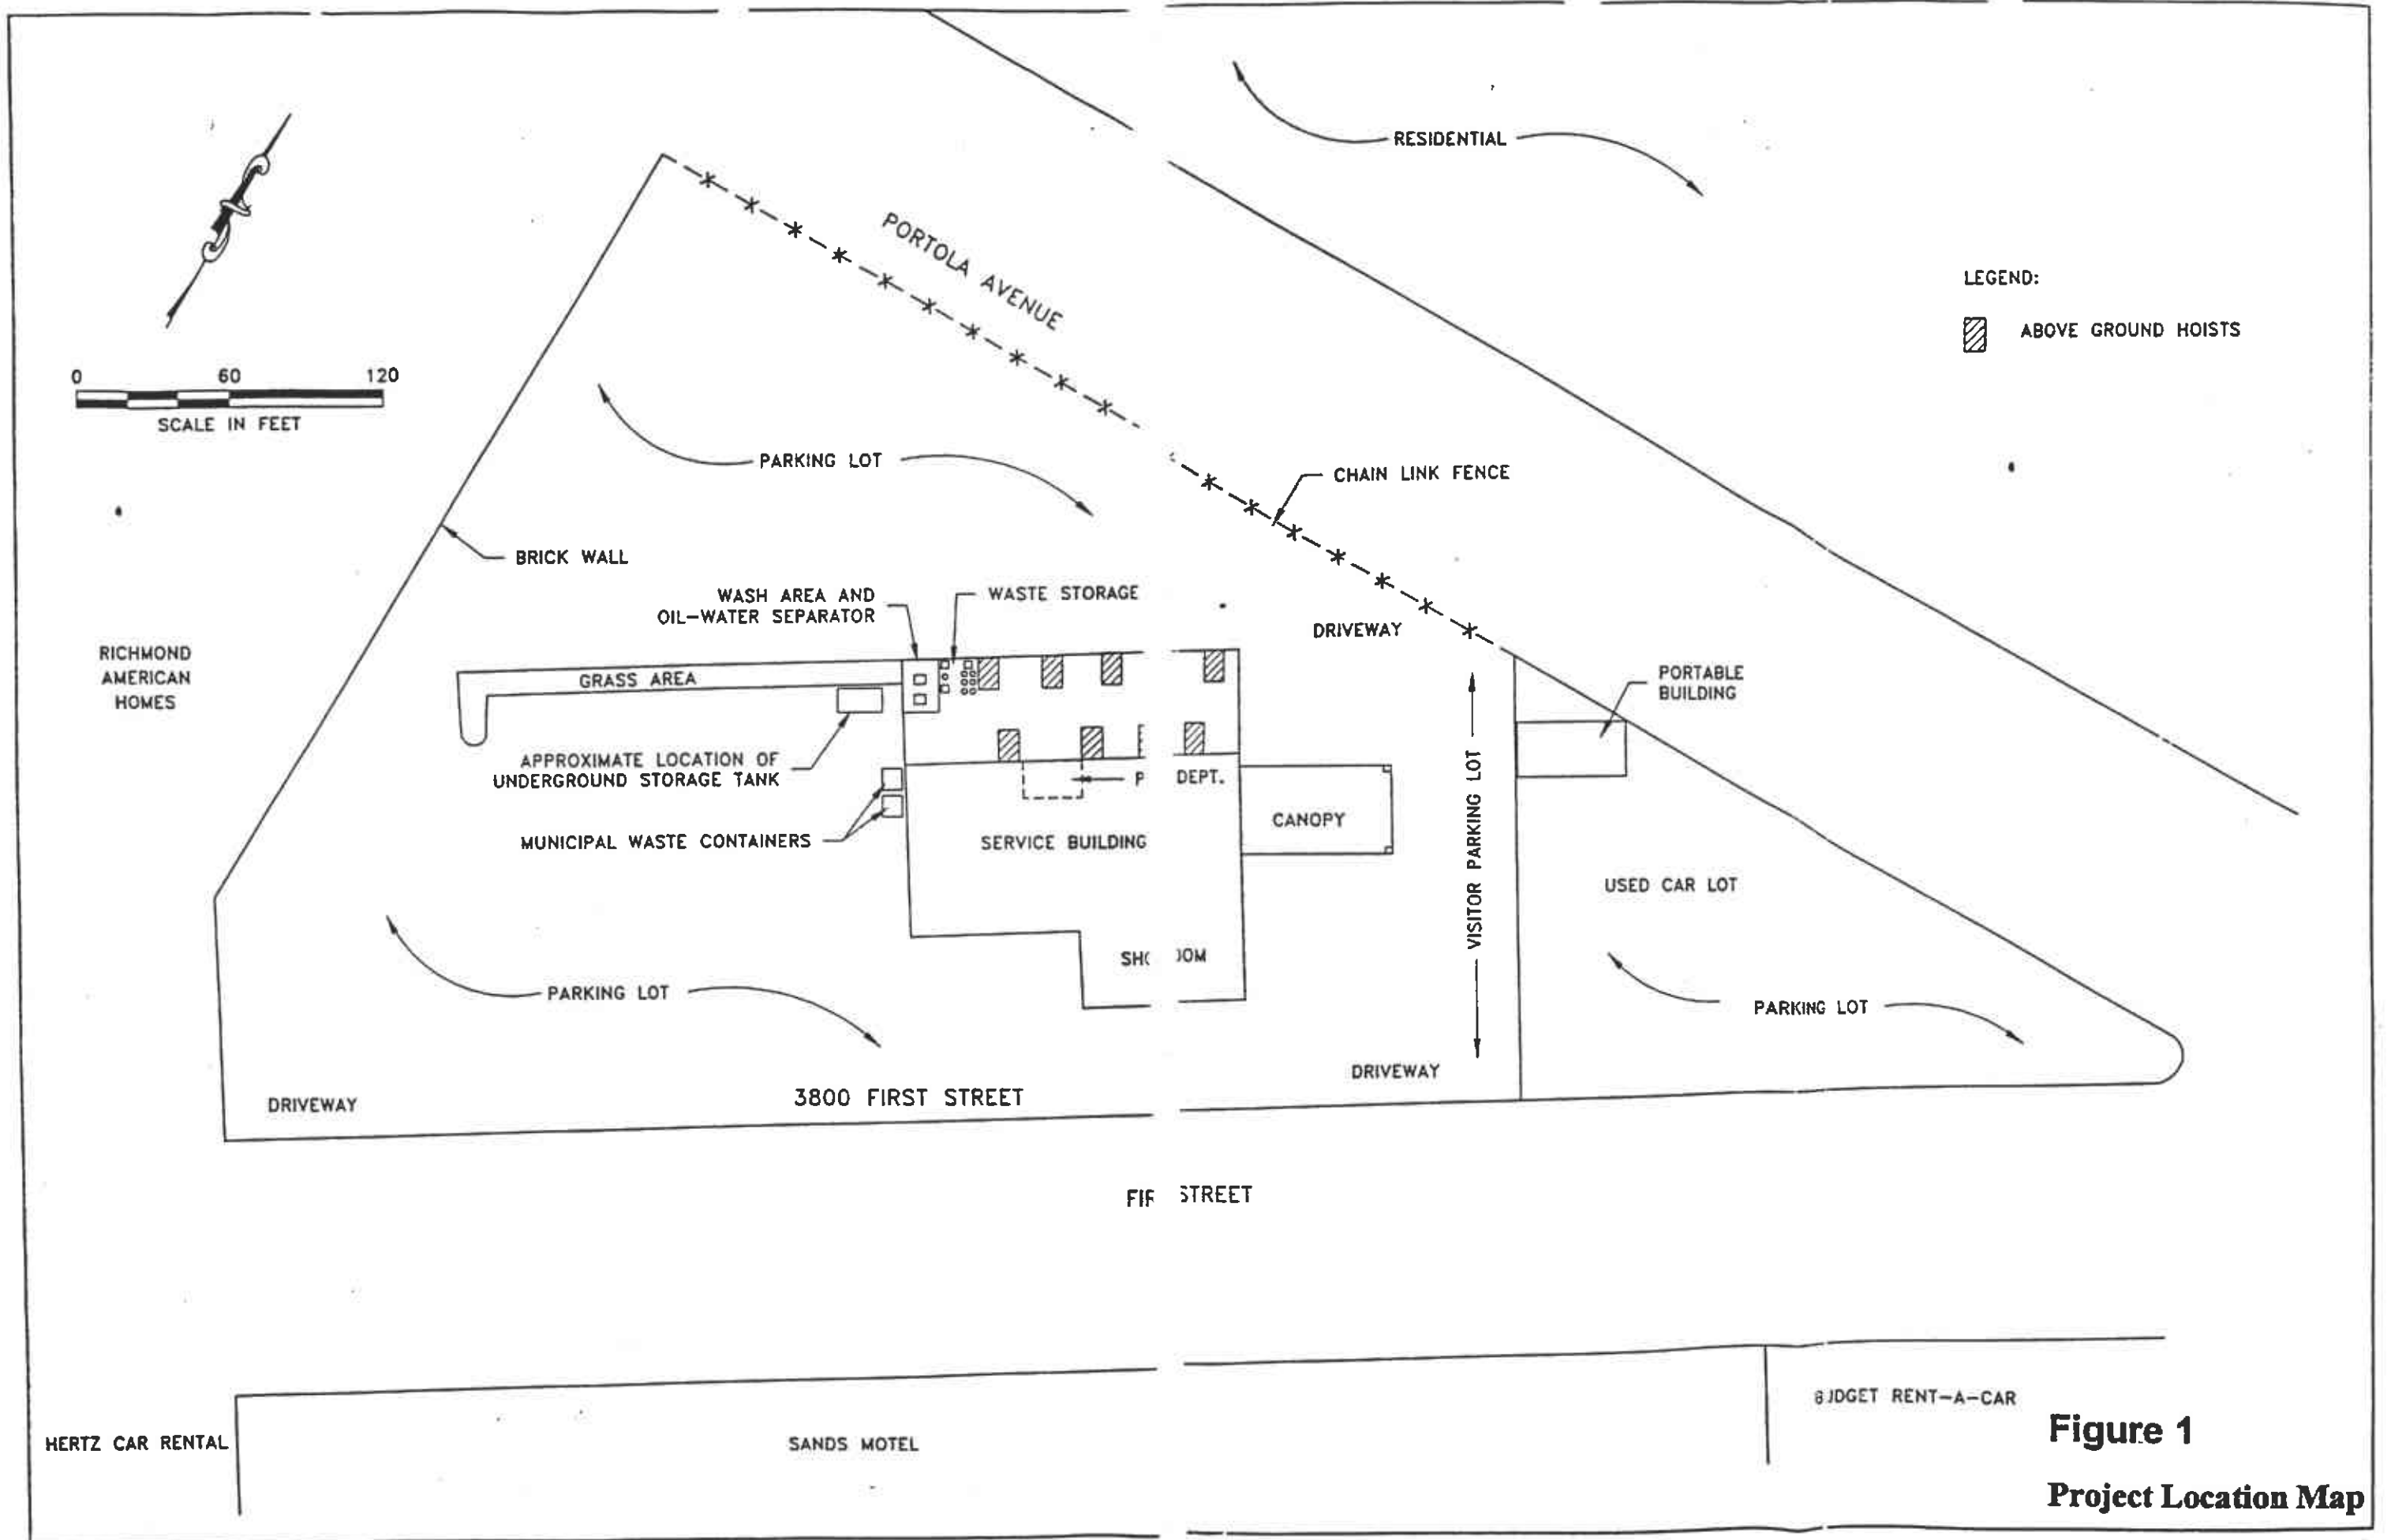 RESIDENTIAL
PORTOLA AVENUE
LEGEND:
ABOVE GROUND HOISTS
0 60 120
SCALE IN FEET
PARKING LOT
CHAIN LINK FENCE
BRICK WALL
WASH AREA AND
OIL-WATER SEPARATOR
WASTE STORAGE
DRIVEWAY
RICHMOND
AMERICAN
HOMES
GRASS AREA
PORTABLE
BUILDING
APPROXIMATE LOCATION OF
UNDERGROUND STORAGE TANK
DEPT.
MUNICIPAL WASTE CONTAINERS
SERVICE BUILDING
CANOPY
VISITOR PARKING LOT
USED CAR LOT
PARKING LOT
PARKING LOT
DRIVEWAY
3800 FIRST STREET
DRIVEWAY
STREET
BUDGET RENT-A-CAR
HERTZ CAR RENTAL
SANDS MOTEL
Figure 1
Project Location Map